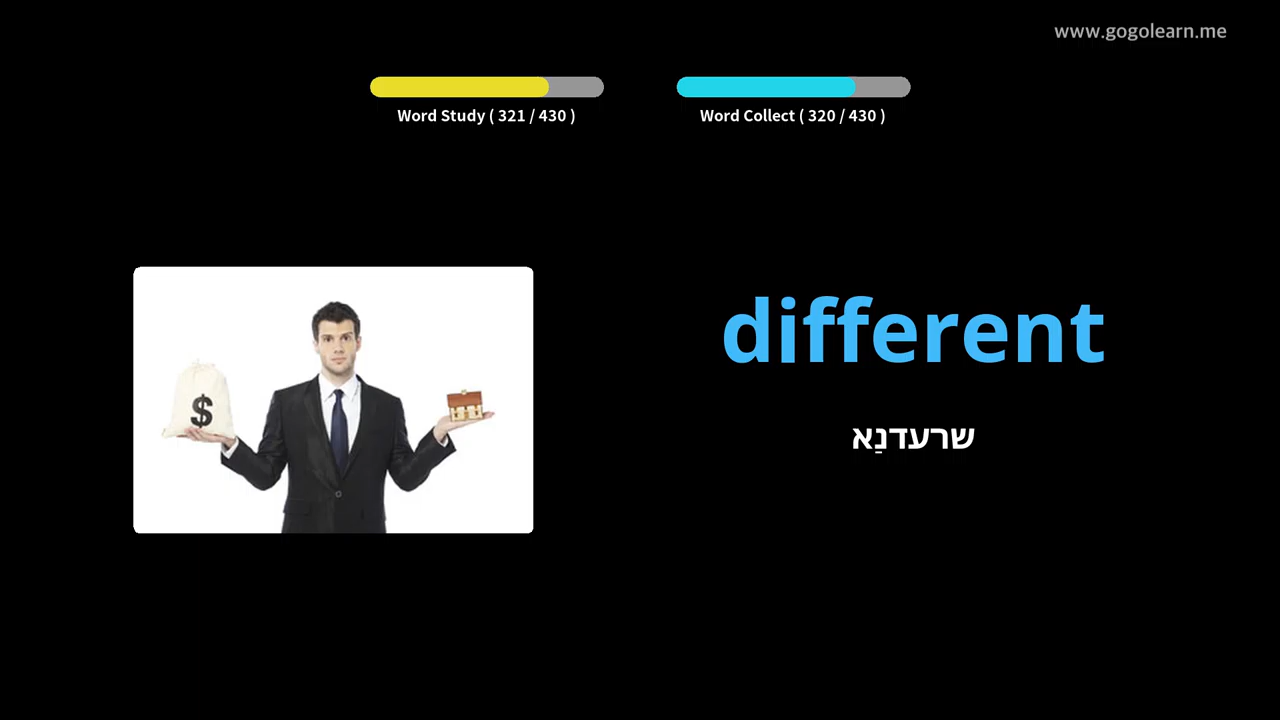 www.gogolearn.me
Word Study ( 321 / 430 )
Word Collect ( 320 / 430 )
different
שרעדנַא
$